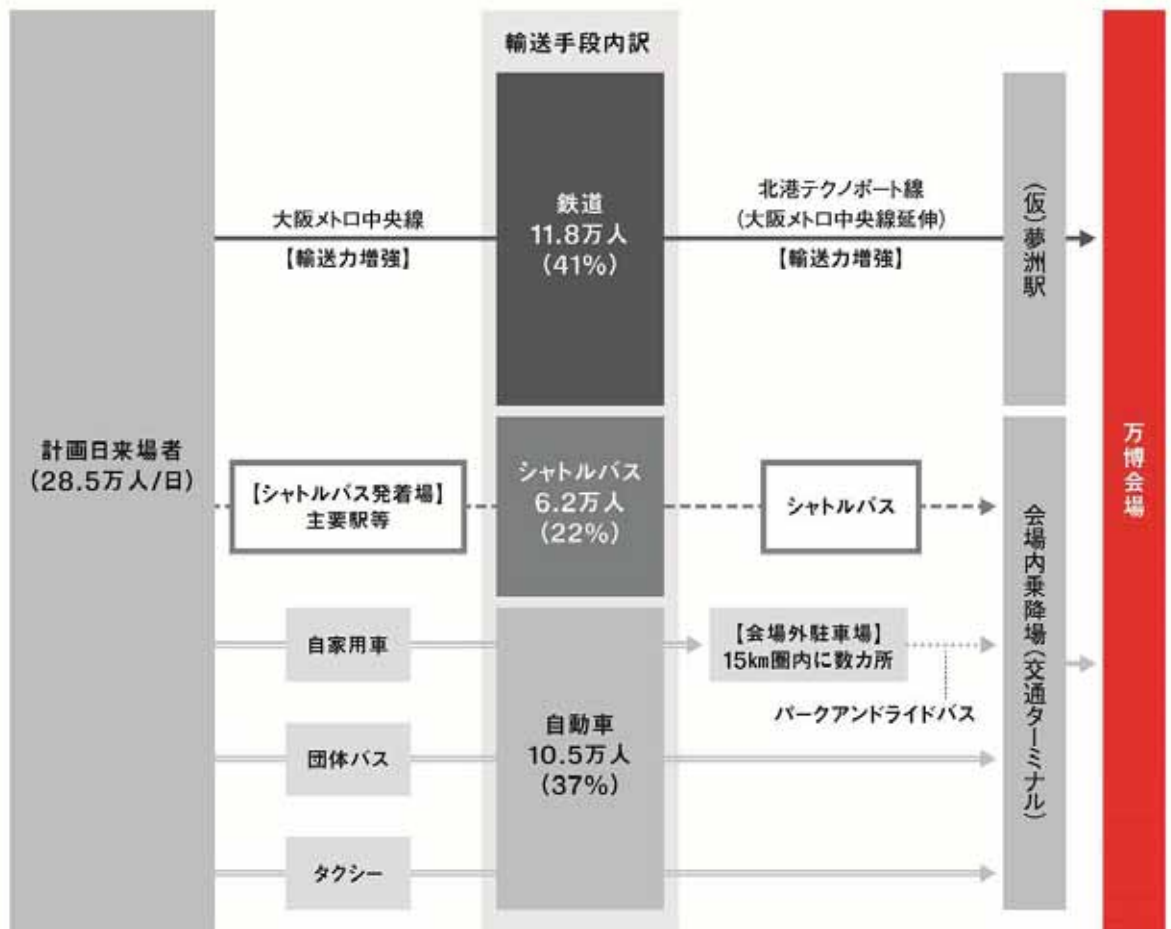 輸送手段内訳
計画日来場者
(28.5万人/日)
大阪メトロ中央線
【輸送力増強】
鉄道
11.8万人
(41%)
北港テクノポート線
(大阪メトロ中央線延伸)
【輸送力増強】
(仮)夢洲駅
【シャトルバス発着場】
主要駅等
シャトルバス
6.2万人
(22%)
シャトルバス
自家用車
団体バス
タクシー
自動車
10.5万人
(37%)
【会場外駐車場】
15km圏内に数カ所
パークアンドライドバス
会場内乗降場(交通ターミナル)
万博会場